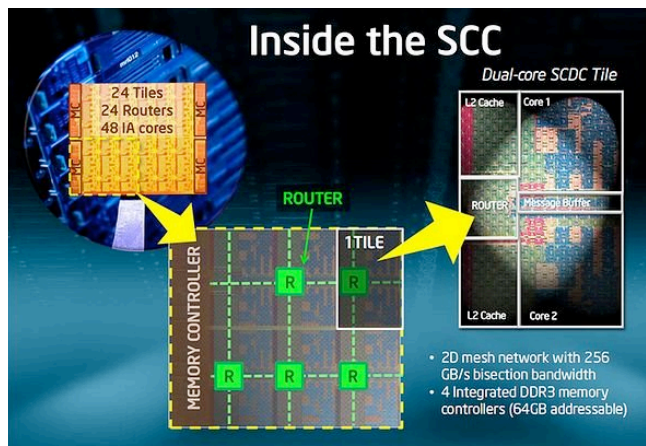 Inside the SCC
Dual-core SCDC Tile
24 Tiles
24 Routers
48 IA cores
MC
MC
MC
MC
ROUTER
1 TILE
MEMORY CONTROLLER
R
R
R
R
R
L2 Cache
Core 1
ROUTER
Message Buffer
L2 Cache
Core 2
• 2D mesh network with 256
GB/s bisection bandwidth
• 4 Integrated DDR3 memory
controllers (64GB addressable)